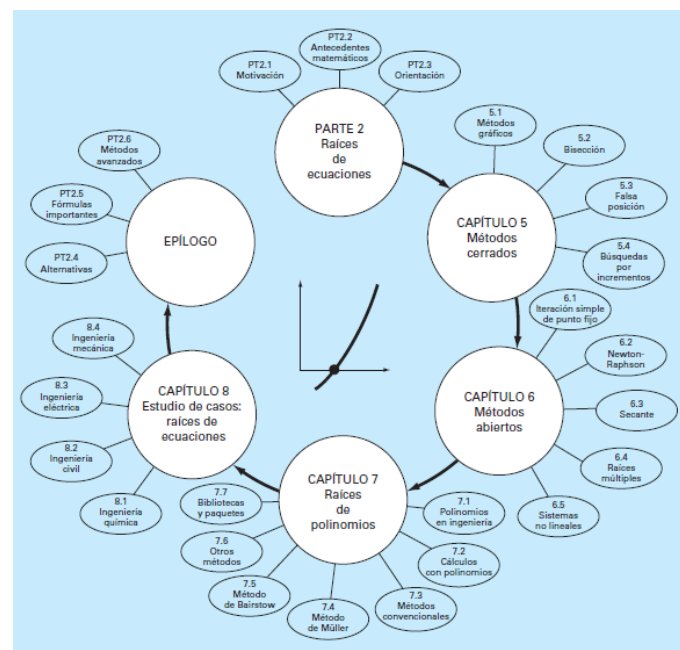 PT2.1
Motivación
PT2.2
Antecedentes
matemáticos
PT2.3
Orientación
PARTE 2
Raíces
de
ecuaciones
5.1
Métodos
gráficos
5.2
Bisección
5.3
Falsa
posición
5.4
Búsquedas
por
incrementos
CAPÍTULO 5
Métodos
cerrados
6.1
Iteración simple
de punto fijo
6.2
Newton-
Raphson
6.3
Secante
6.4
Raíces
múltiples
6.5
Sistemas
no lineales
CAPÍTULO 6
Métodos
abiertos
7.1
Polinomios
en ingeniería
7.2
Cálculos
con polinomios
7.3
Métodos
convencionales
7.4
Método
de Müller
7.5
Método
de Bairstow
7.6
Otros
métodos
7.7
Bibliotecas
y paquetes
CAPÍTULO 7
Raíces
de
polinomios
8.1
Ingeniería
química
8.2
Ingeniería
civil
8.3
Ingeniería
eléctrica
8.4
Ingeniería
mecánica
CAPÍTULO 8
Estudio de casos:
raíces de
ecuaciones
PT2.4
Alternativas
PT2.5
Fórmulas
importantes
PT2.6
Métodos
avanzados
EPÍLOGO